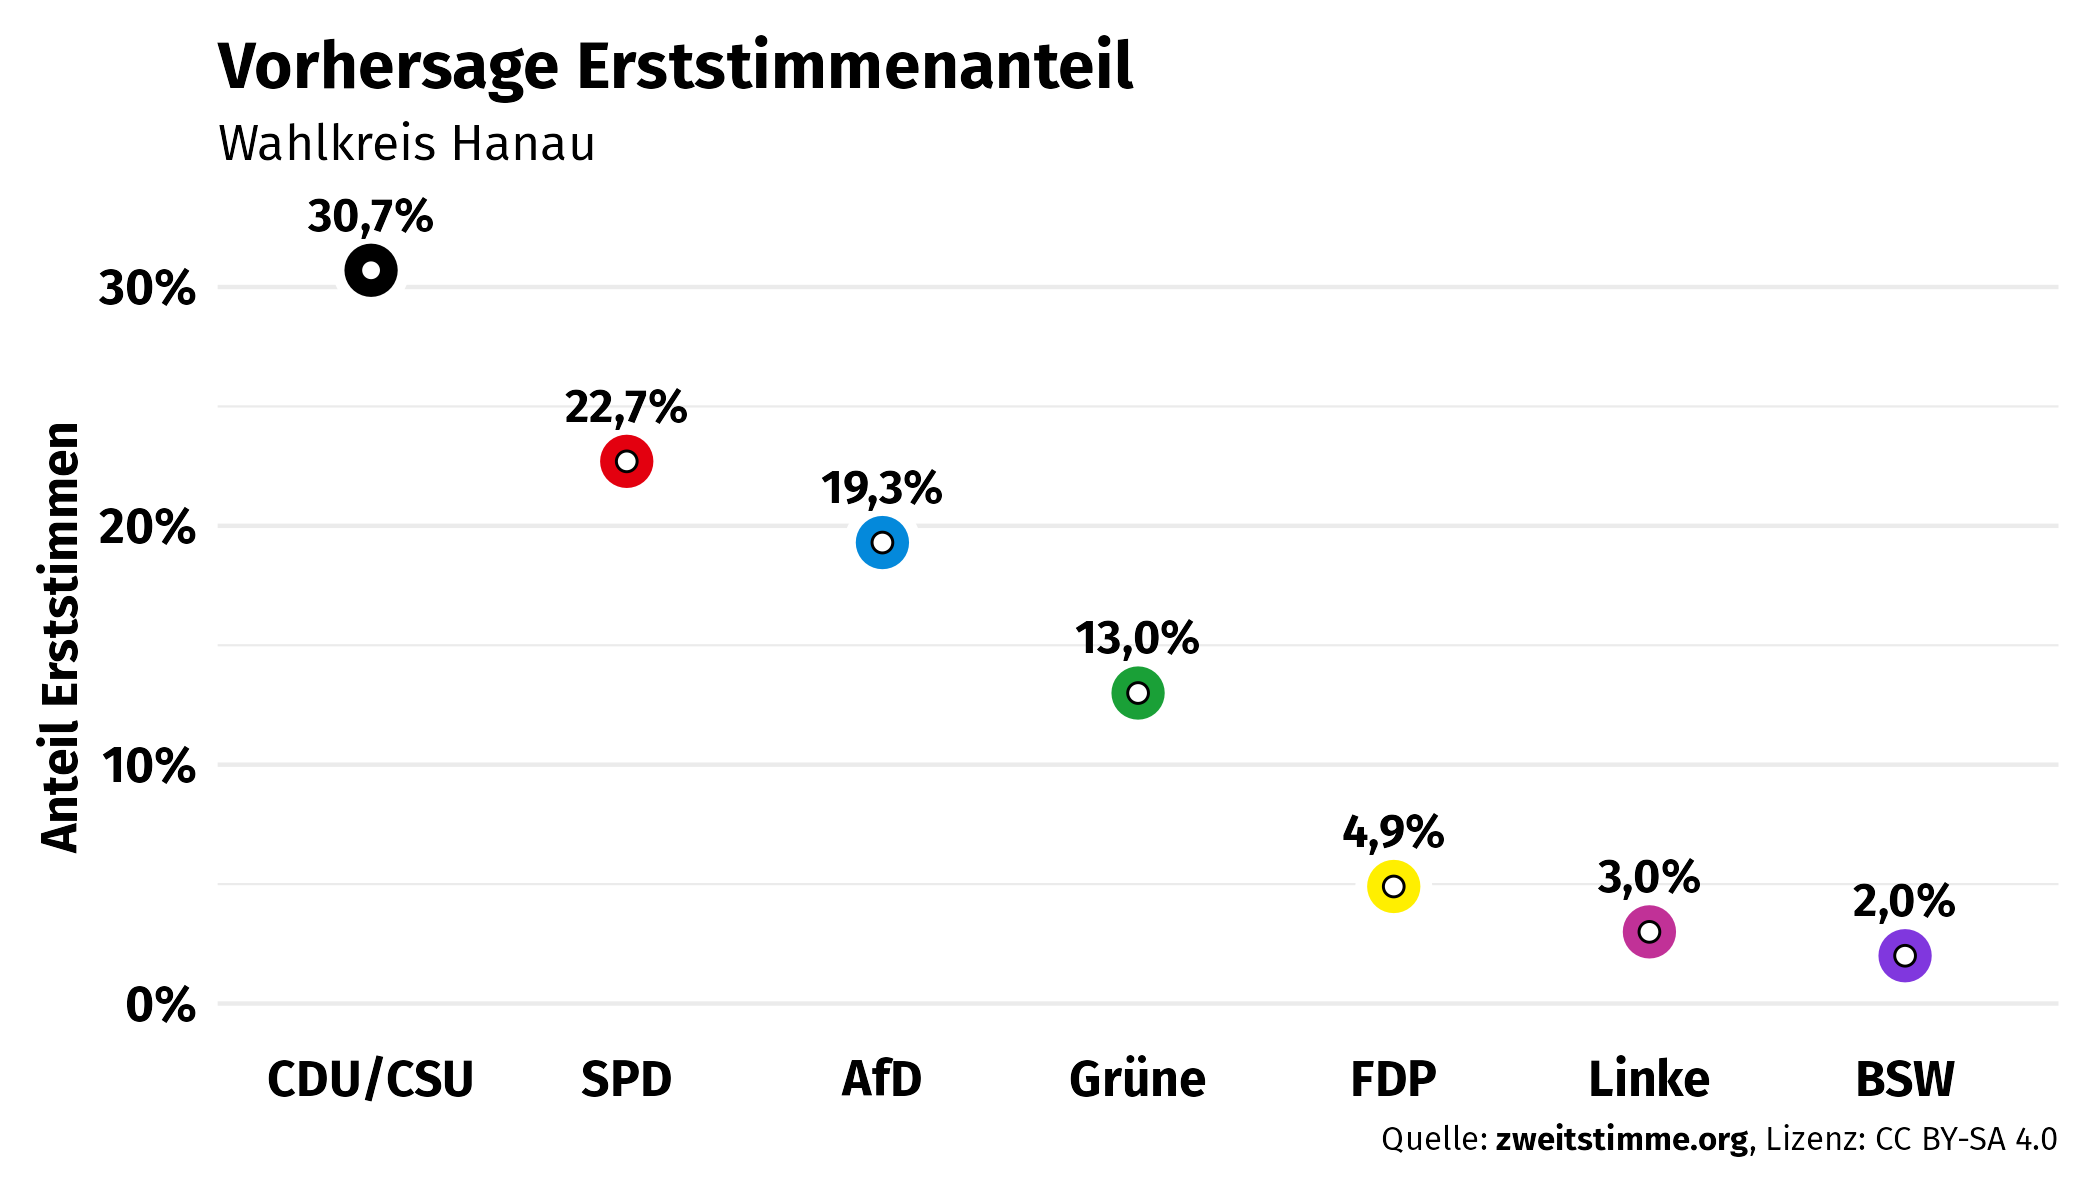 Vorhersage Erststimmenanteil
Wahlkreis Hanau
Anteil Erststimmen
30%
20%
10%
0%
30,7%
22,7%
19,3%
13,0%
4,9%
3,0%
2,0%
CDU/CSU SPD AfD Grüne FDP Linke BSW
Quelle: zweitstimme.org, Lizenz: CC BY-SA 4.0